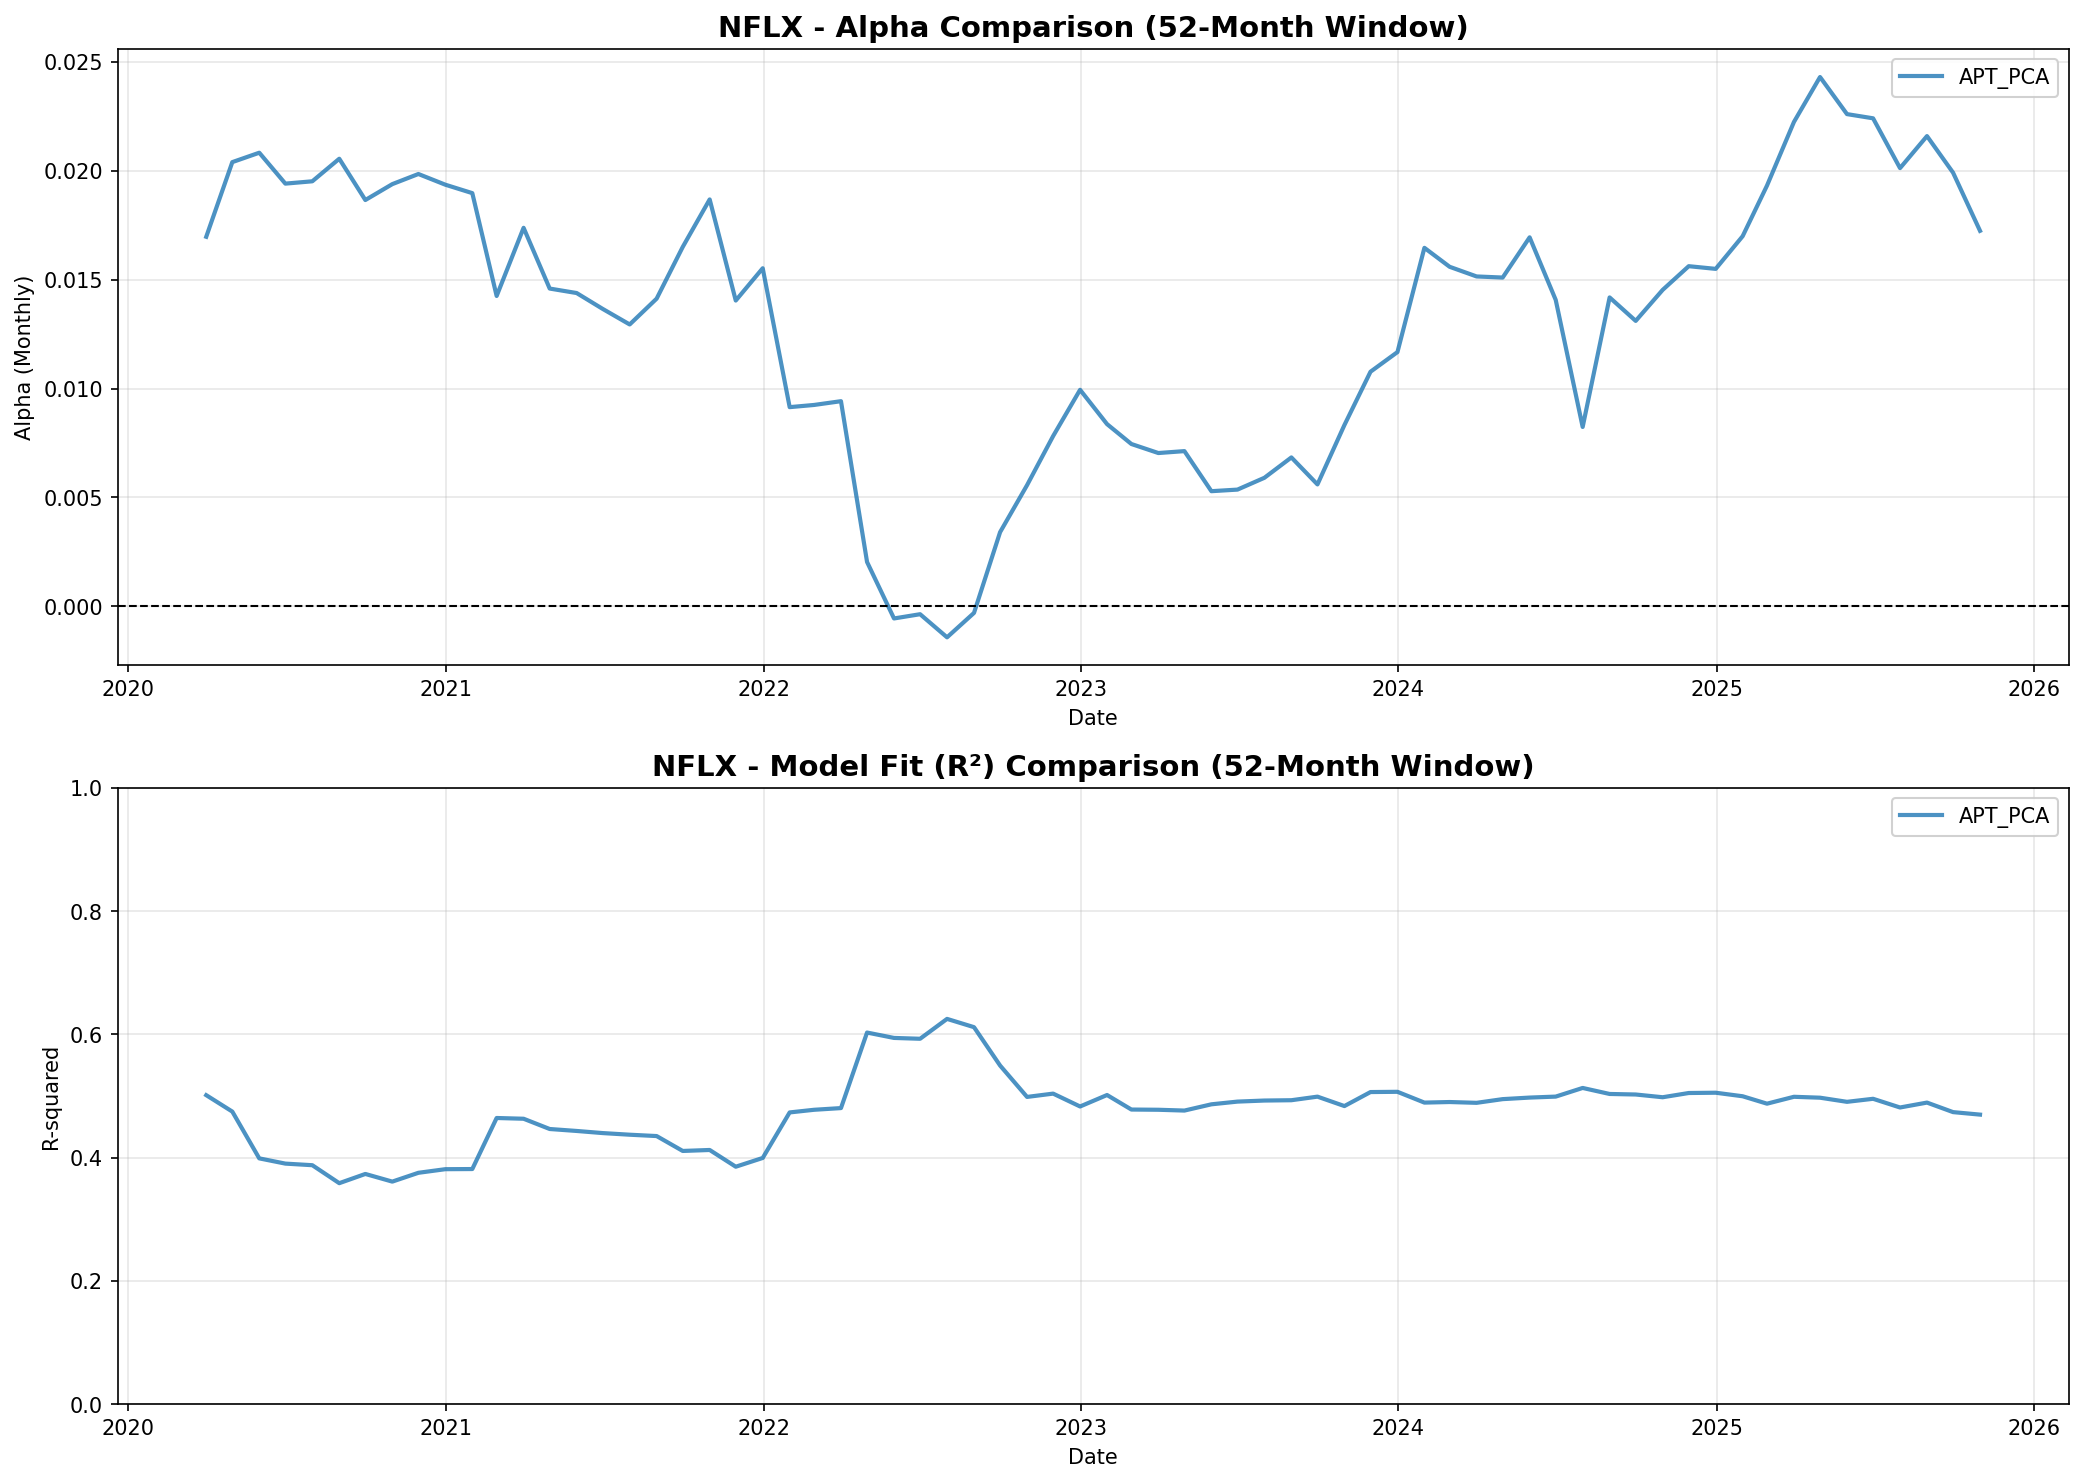 NFLX - Alpha Comparison (52-Month Window)
APT_PCA
Alpha (Monthly)
0.025
0.020
0.015
0.010
0.005
0.000
2020 2021 2022 2023 2024 2025 2026
Date
NFLX - Model Fit (R²) Comparison (52-Month Window)
APT_PCA
R-squared
1.0
0.8
0.6
0.4
0.2
0.0
2020 2021 2022 2023 2024 2025 2026
Date